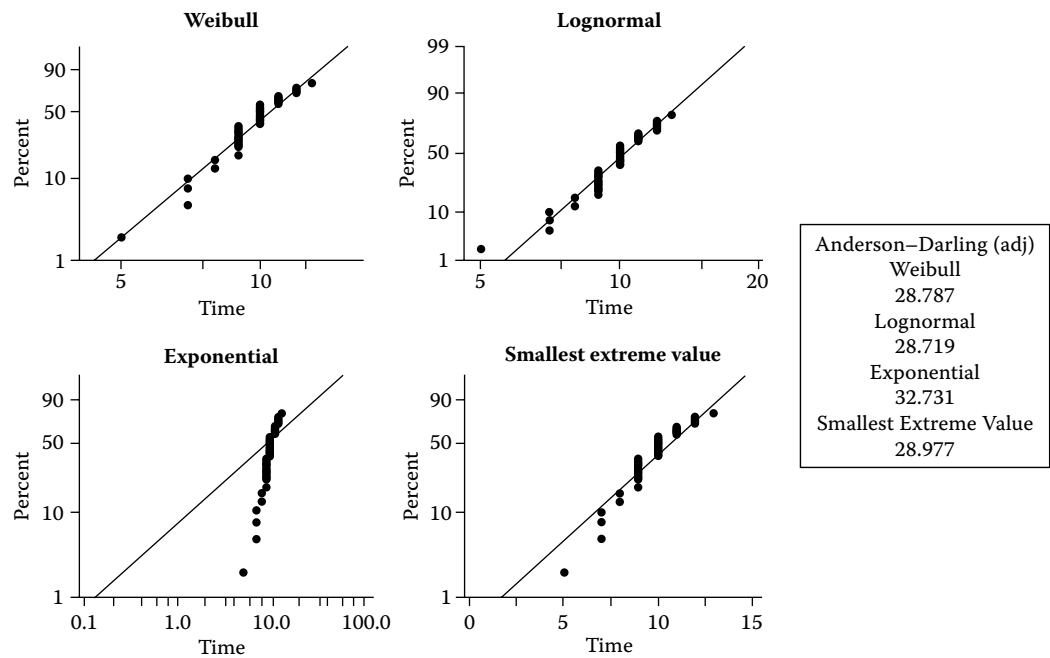 Weibull
90
50
10
1
Percent
5
10
Time
Lognormal
99
90
50
10
1
Percent
5
10
20
Time
Exponential
90
50
10
1
Percent
0.1
1.0
10.0
100.0
Time
Smallest extreme value
90
50
10
1
Percent
0
5
10
15
Time
Anderson–Darling (adj)
Weibull
28.787
Lognormal
28.719
Exponential
32.731
Smallest Extreme Value
28.977